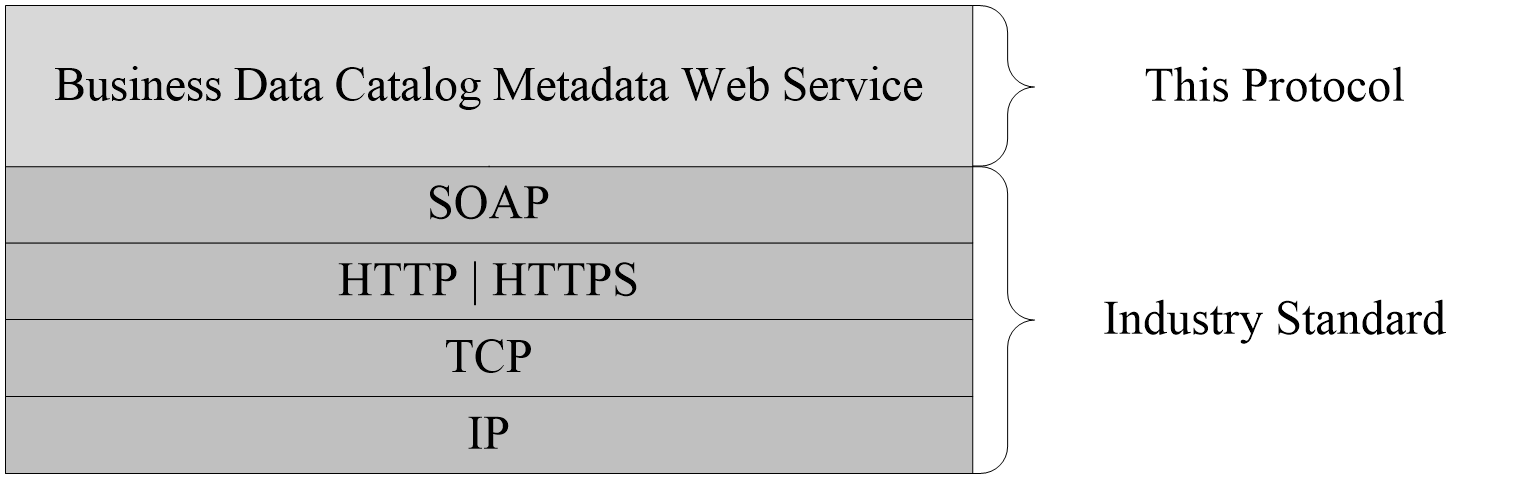 Business Data Catalog Metadata Web Service
This Protocol
SOAP
HTTP | HTTPS
TCP
IP
Industry Standard